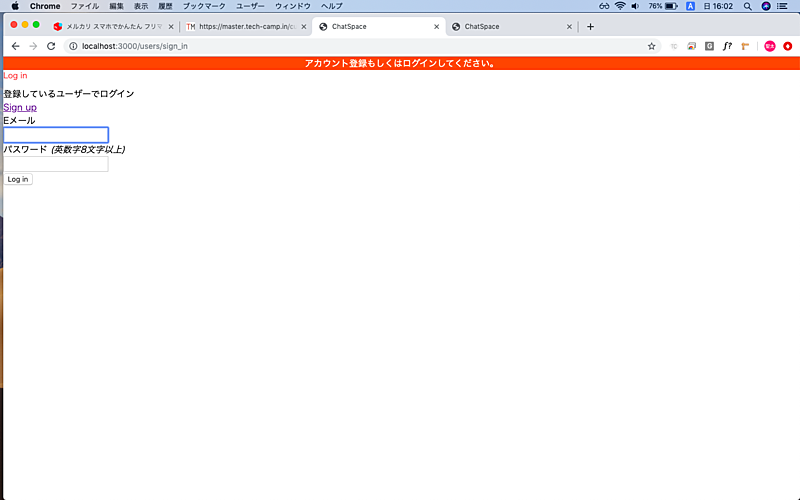 Chrome ファイル 編集 表示 履歴 ブックマーク ユーザー ウィンドウ ヘルプ 76% A 日 16:02
メルカリ スマホでかんたん フリマ
TM https://master.tech-camp.in/cu
ChatSpace
ChatSpace
localhost:3000/users/sign_in
アカウント登録もしくはログインしてください。
Log in
登録しているユーザーでログイン
Sign up
Eメール
パスワード (英数字8文字以上)
Log in